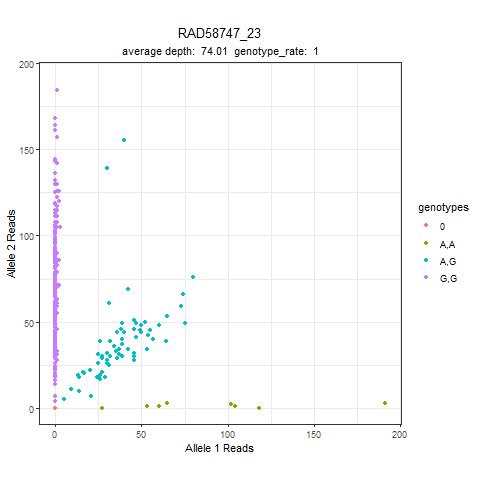 RAD58747_23
average depth: 74.01 genotype_rate: 1
200
150
100
50
0
Allele 2 Reads
0 50 100 150 200
Allele 1 Reads
genotypes
0
A,A
A,G
G,G